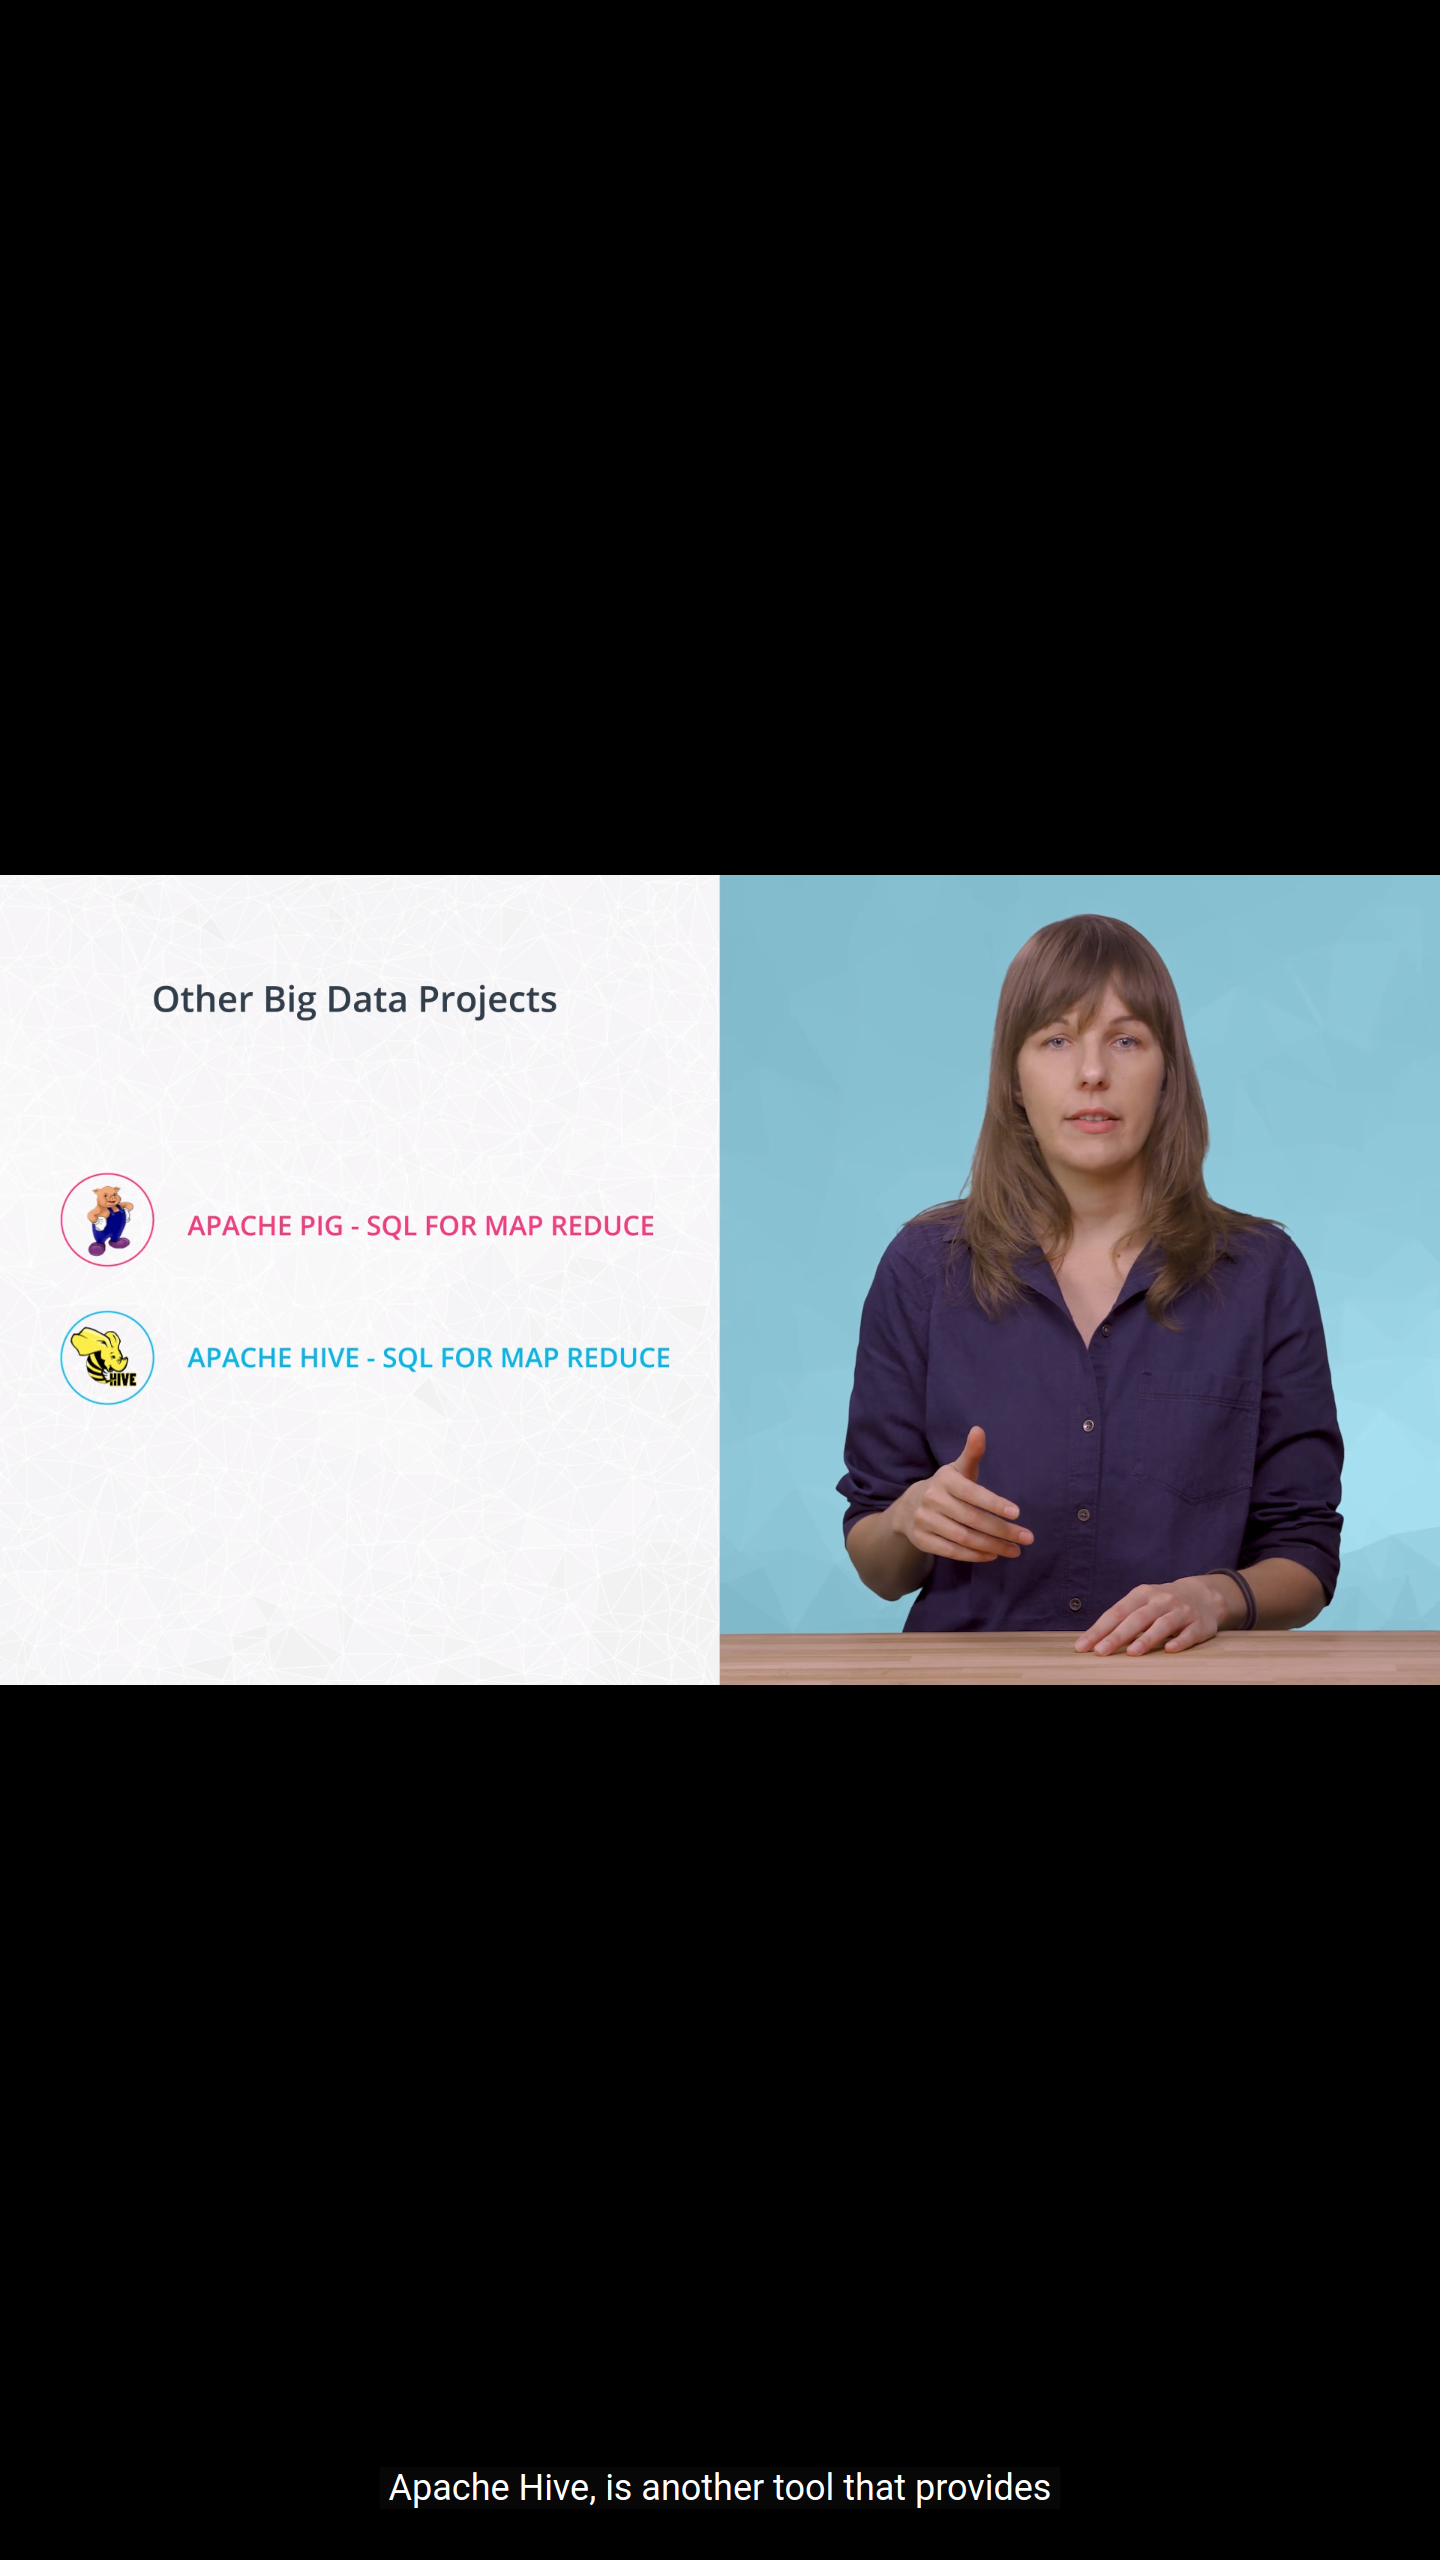 Other Big Data Projects
APACHE PIG - SQL FOR MAP REDUCE
HIVE
APACHE HIVE - SQL FOR MAP REDUCE
Apache Hive, is another tool that provides